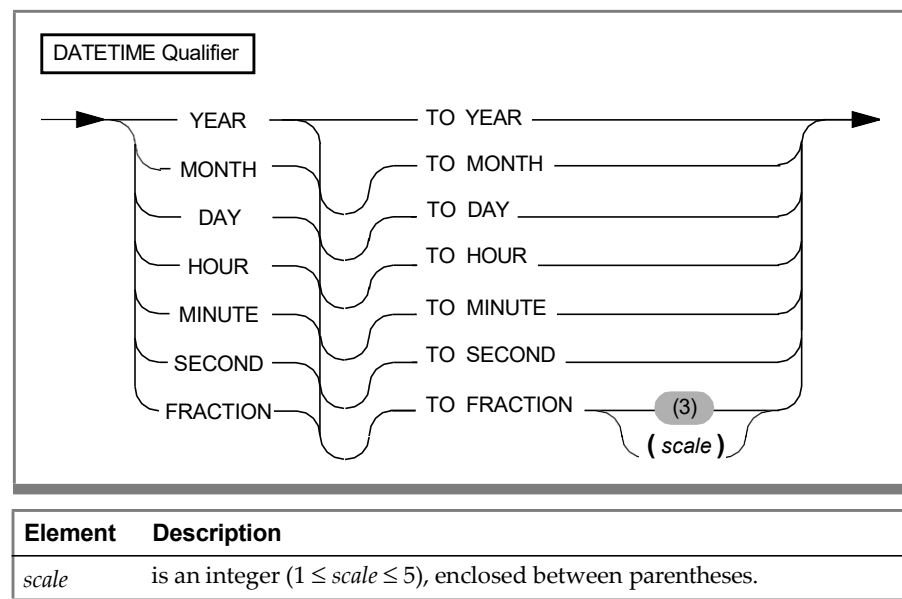 DATETIME Qualifier
YEAR TO YEAR
MONTH TO MONTH
DAY TO DAY
HOUR TO HOUR
MINUTE TO MINUTE
SECOND TO SECOND
FRACTION TO FRACTION (3)
( scale )
Element Description
scale is an integer (1 ≤ scale ≤ 5), enclosed between parentheses.